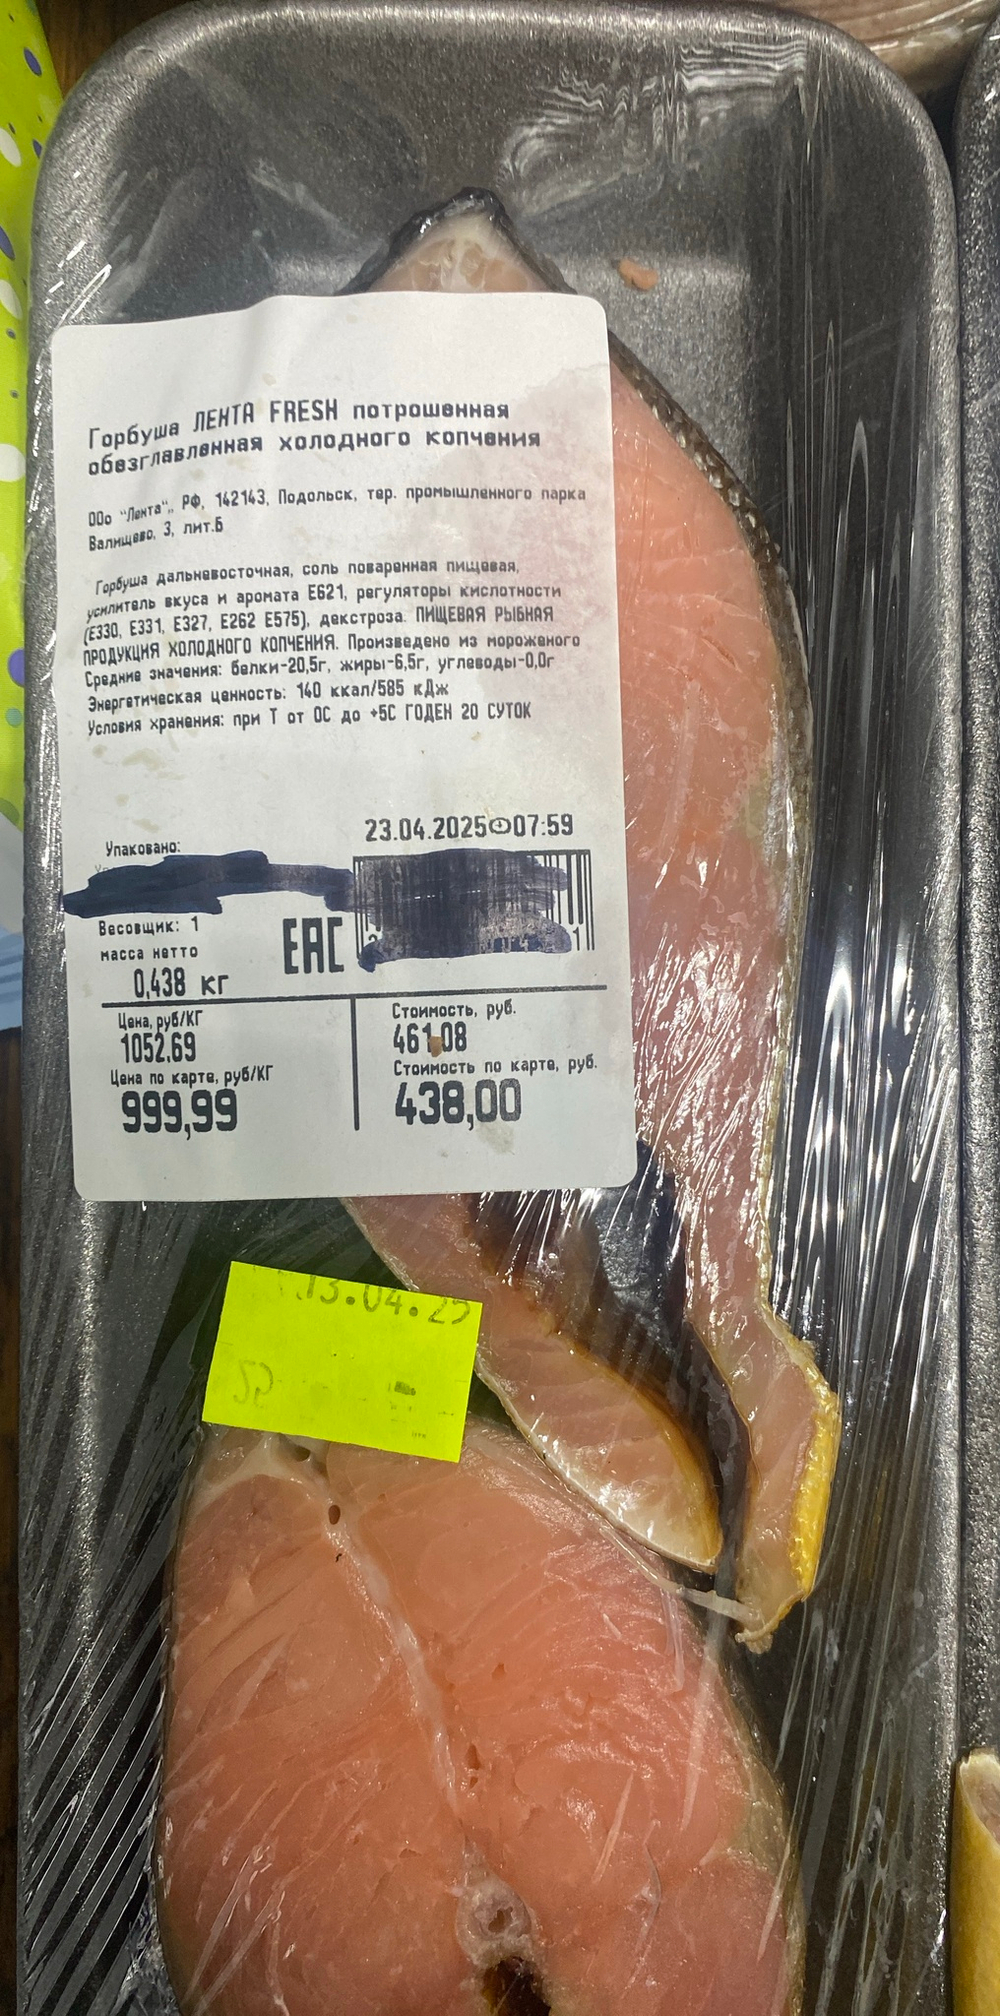 Горбуша ЛЕНТА FRESH потрошенная
обезглавленная холодного копчения
ООо "Лента", РФ, 142143, Подольск, тер. промышленного парка
Валищево, 3, лит.Б
Горбуша дальневосточная, соль поваренная пищевая,
усилитель вкуса и аромата Е621, регуляторы кислотности
(Е330, Е331, Е327, Е262 Е575), декстроза. ПИЩЕВАЯ РЫБНАЯ
ПРОДУКЦИЯ ХОЛОДНОГО КОПЧЕНИЯ. Произведено из мороженого
Средние значения: белки-20,5г, жиры-6,5г, углеводы-0,0г
Энергетическая ценность: 140 ккал/585 кДж
Условия хранения: при Т от 0С до +5С ГОДЕН 20 СУТОК
Упаковано: 23.04.2025 07:59
Весовщик: 1
масса нетто
0,438 кг
ЕАС
Цена, руб/КГ
1052,69
Цена по карте, руб/КГ
999,99
Стоимость, руб.
461,08
Стоимость по карте, руб.
438,00
13.04.25